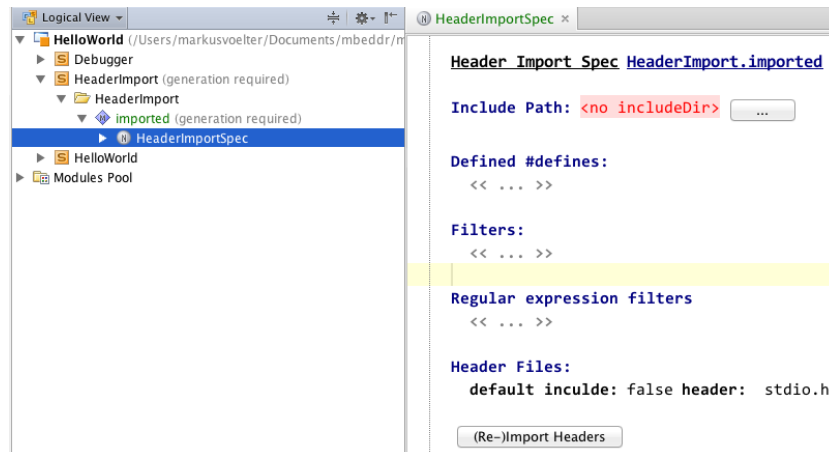 Logical View
HelloWorld (/Users/markusvoelter/Documents/mbeddr/m
Debugger
HeaderImport (generation required)
HeaderImport
imported (generation required)
HeaderImportSpec
HelloWorld
Modules Pool
HeaderImportSpec ×
Header Import Spec HeaderImport.imported
Include Path: <no includeDir> ...
Defined #defines:
<< ... >>
Filters:
<< ... >>
Regular expression filters
<< ... >>
Header Files:
default inculde: false header: stdio.h
(Re-)Import Headers